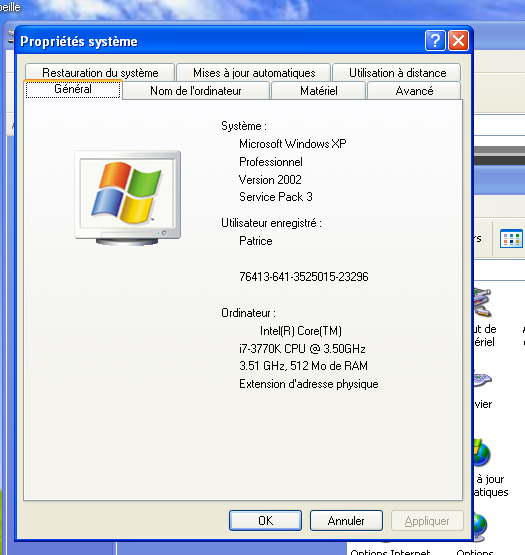 eille
Propriétés système
Restauration du système Mises à jour automatiques Utilisation à distance
Général Nom de l'ordinateur Matériel Avancé
Système :
Microsoft Windows XP
Professionnel
Version 2002
Service Pack 3
Utilisateur enregistré :
Patrice
76413-641-3525015-23296
Ordinateur :
Intel(R) Core(TM)
i7-3770K CPU @ 3.50GHz
3.51 GHz, 512 Mo de RAM
Extension d'adresse physique
OK Annuler Appliquer
rs
ut de
ériel
vier
à jour
atiques
Options Internet
Options